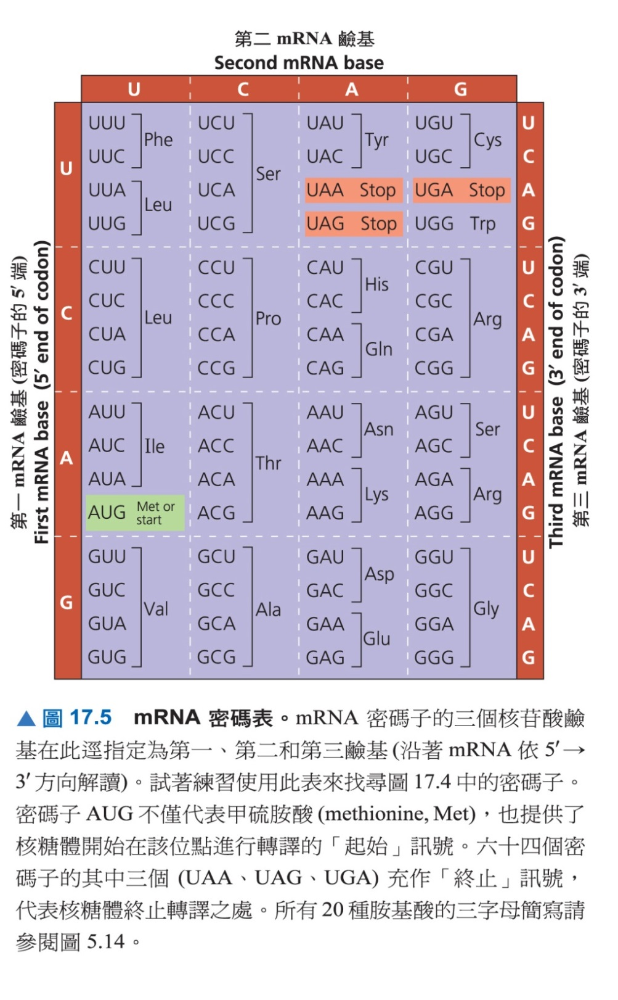 第二 mRNA 鹼基
Second mRNA base
U C A G
第一 mRNA 鹼基 (密碼子的 5′ 端)
First mRNA base (5′ end of codon)
U
UUU UCU UAU UGU U
Phe Tyr Cys
UUC UCC UAC UGC C
Ser
UUA UCA UAA Stop UGA Stop A
Leu
UUG UCG UAG Stop UGG Trp G
C
CUU CCU CAU CGU U
His
CUC CCC CAC CGC C
Leu Pro Arg
CUA CCA CAA CGA A
Gln
CUG CCG CAG CGG G
A
AUU ACU AAU AGU U
Asn Ser
AUC Ile ACC AAC AGC C
Thr
AUA ACA AAA AGA A
Lys Arg
AUG Met or start ACG AAG AGG G
G
GUU GCU GAU GGU U
Asp
GUC GCC GAC GGC C
Val Ala Gly
GUA GCA GAA GGA A
Glu
GUG GCG GAG GGG G
Third mRNA base (3′ end of codon)
第三 mRNA 鹼基 (密碼子的 3′ 端)
▲ 圖 17.5 mRNA 密碼表。mRNA 密碼子的三個核苷酸鹼
基在此逕指定為第一、第二和第三鹼基 (沿著 mRNA 依 5′→
3′ 方向解讀)。試著練習使用此表來找尋圖 17.4 中的密碼子。
密碼子 AUG 不僅代表甲硫胺酸 (methionine, Met)，也提供了
核糖體開始在該位點進行轉譯的「起始」訊號。六十四個密
碼子的其中三個 (UAA、UAG、UGA) 充作「終止」訊號，
代表核糖體終止轉譯之處。所有 20 種胺基酸的三字母簡寫請
參閱圖 5.14。